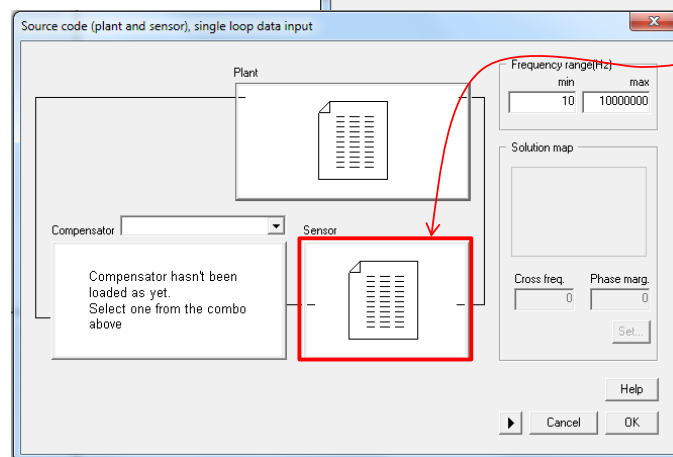 Source code (plant and sensor), single loop data input
Plant
Frequency range(Hz)
min max
10 10000000
Solution map
Compensator
Sensor
Compensator hasn't been
loaded as yet.
Select one from the combo
above
Cross freq. Phase marg.
0 0
Set...
Help
Cancel OK